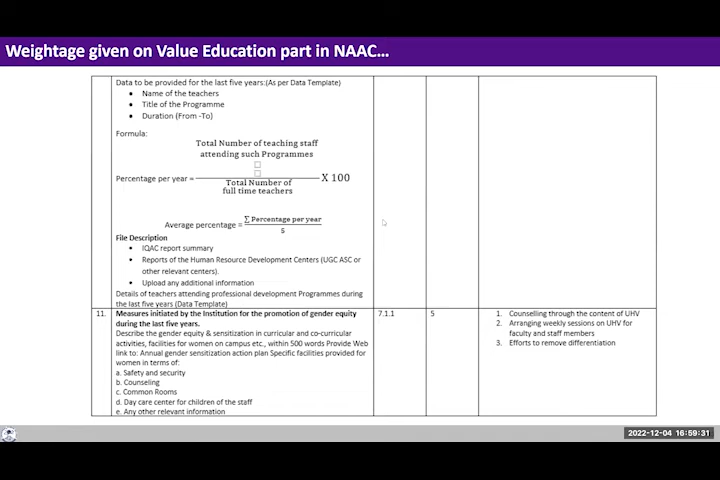 Weightage given on Value Education part in NAAC...
Data to be provided for the last five years:(As per Data Template)
• Name of the teachers
• Title of the Programme
• Duration (From -To)
Formula:
Total Number of teaching staff
attending such Programmes
Percentage per year = X 100
Total Number of
full time teachers
Average percentage = ∑ Percentage per year
5
File Description
• IQAC report summary
• Reports of the Human Resource Development Centers (UGC ASC or
other relevant centers).
• Upload any additional information
Details of teachers attending professional development Programmes during
the last five years (Data Template)
11.
Measures initiated by the Institution for the promotion of gender equity
during the last five years.
Describe the gender equity & sensitization in curricular and co-curricular
activities, facilities for women on campus etc., within 500 words Provide Web
link to: Annual gender sensitization action plan Specific facilities provided for
women in terms of:
a. Safety and security
b. Counseling
c. Common Rooms
d. Day care center for children of the staff
e. Any other relevant information
7.1.1
5
1. Counselling through the content of UHV
2. Arranging weekly sessions on UHV for
faculty and staff members
3. Efforts to remove differentiation
2022-12-04 16:59:31